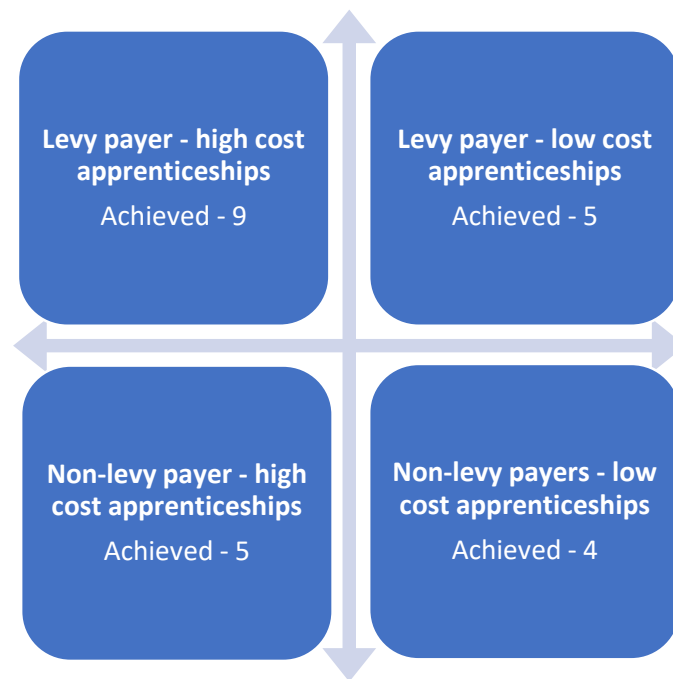 Levy payer - high cost
apprenticeships
Achieved - 9
Levy payer - low cost
apprenticeships
Achieved - 5
Non-levy payer - high
cost apprenticeships
Achieved - 5
Non-levy payers - low
cost apprenticeships
Achieved - 4